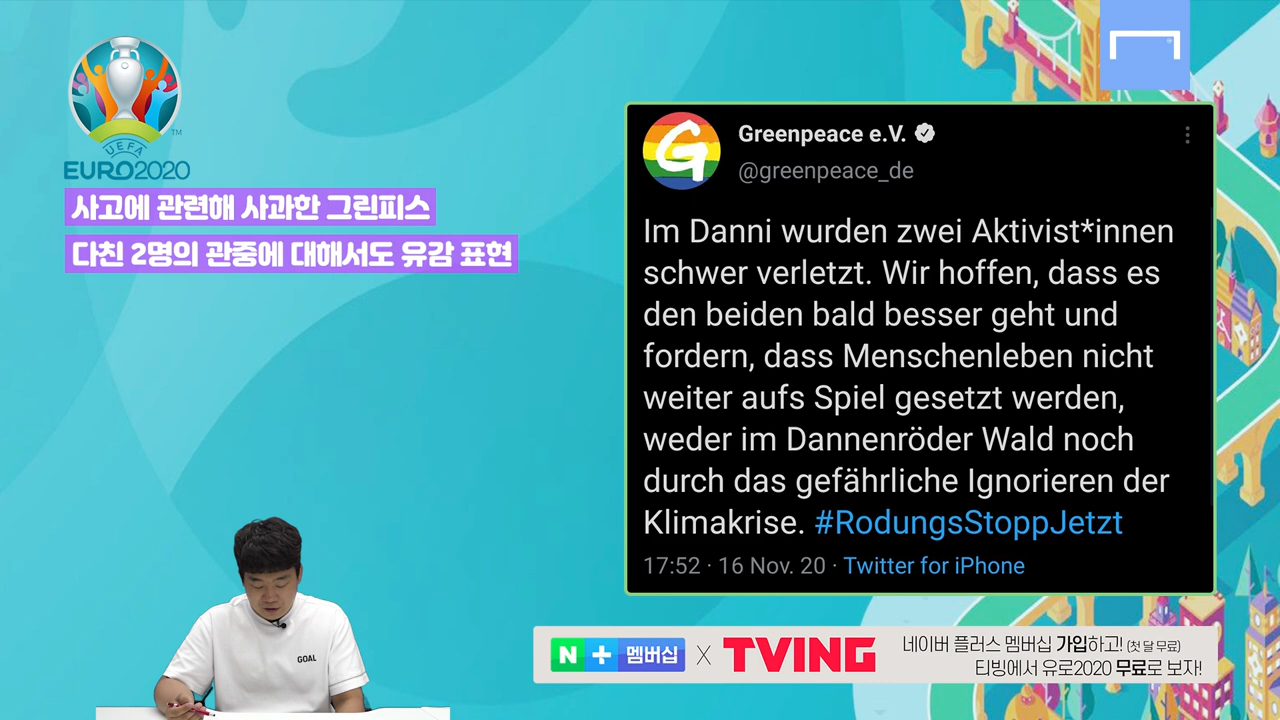 UEFA
EURO2020
TM
사고에 관련해 사과한 그린피스
다친 2명의 관중에 대해서도 유감 표현
G
Greenpeace e.V.
@greenpeace_de
Im Danni wurden zwei Aktivist*innen
schwer verletzt. Wir hoffen, dass es
den beiden bald besser geht und
fordern, dass Menschenleben nicht
weiter aufs Spiel gesetzt werden,
weder im Dannenröder Wald noch
durch das gefährliche Ignorieren der
Klimakrise. #RodungsStoppJetzt
17:52 · 16 Nov. 20 · Twitter for iPhone
GOAL
N + 멤버십 X TVING
네이버 플러스 멤버십 가입하고! (첫 달 무료)
티빙에서 유로2020 무료로 보자!